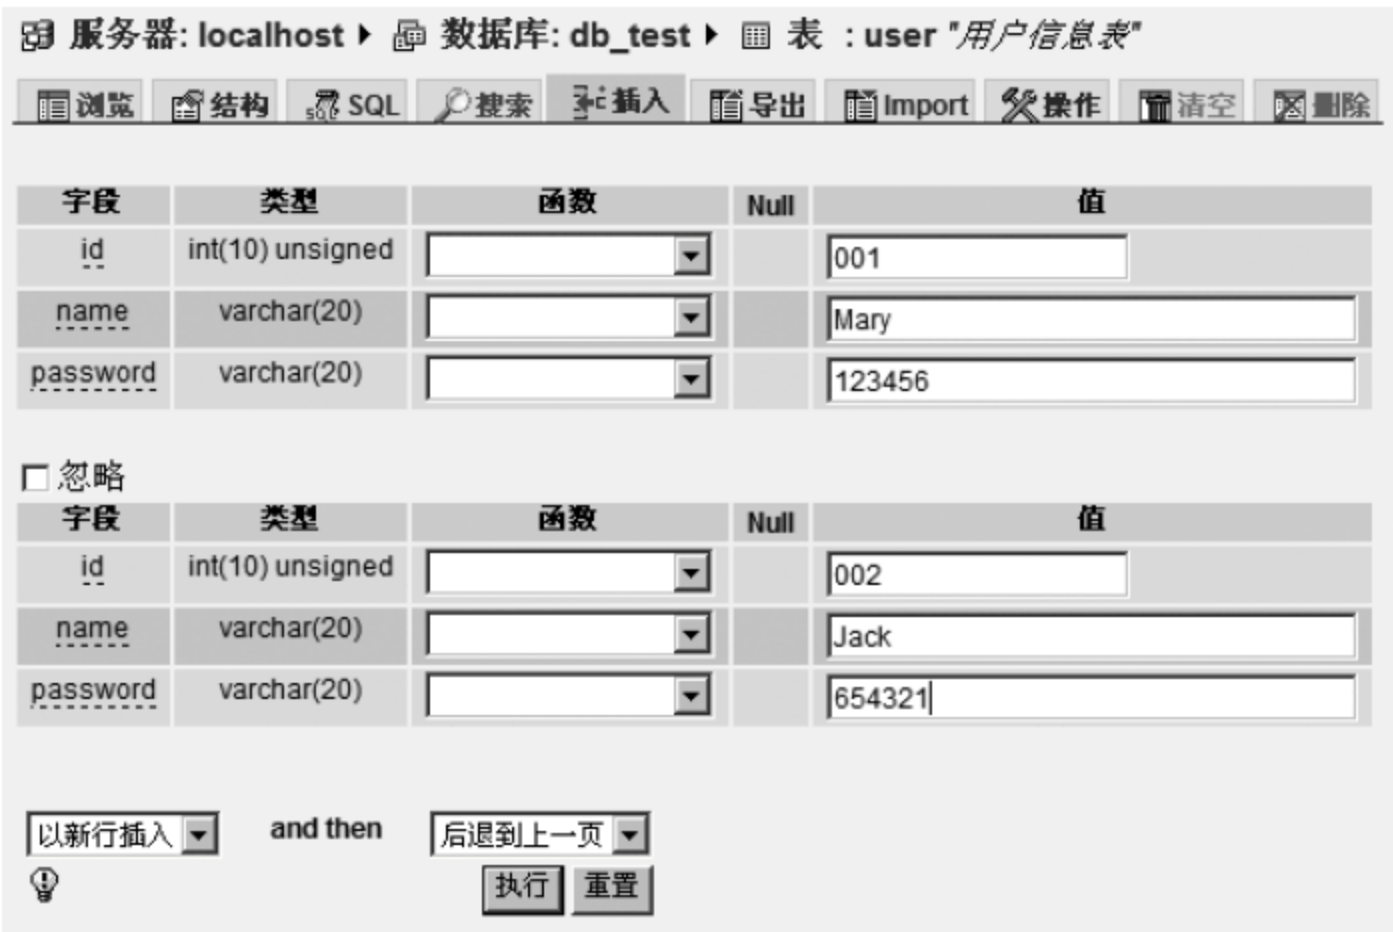 服务器: localhost 数据库: db_test 表 : user "用户信息表"
浏览 结构 SQL 搜索 插入 导出 Import 操作 清空 删除
字段 类型 函数 Null 值
id int(10) unsigned 001
name varchar(20) Mary
password varchar(20) 123456
忽略
字段 类型 函数 Null 值
id int(10) unsigned 002
name varchar(20) Jack
password varchar(20) 654321
以新行插入 and then 后退到上一页
执行 重置